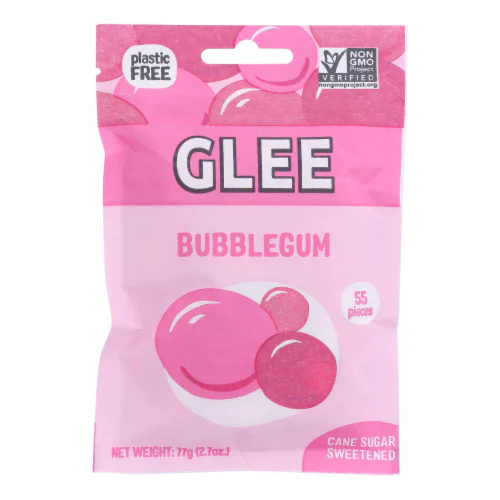 plastic
FREE
NON
GMO
Project
VERIFIED
nongmoproject.org
GLEE
BUBBLEGUM
55
pieces
NET WEIGHT: 77g (2.7oz.)
CANE SUGAR
SWEETENED